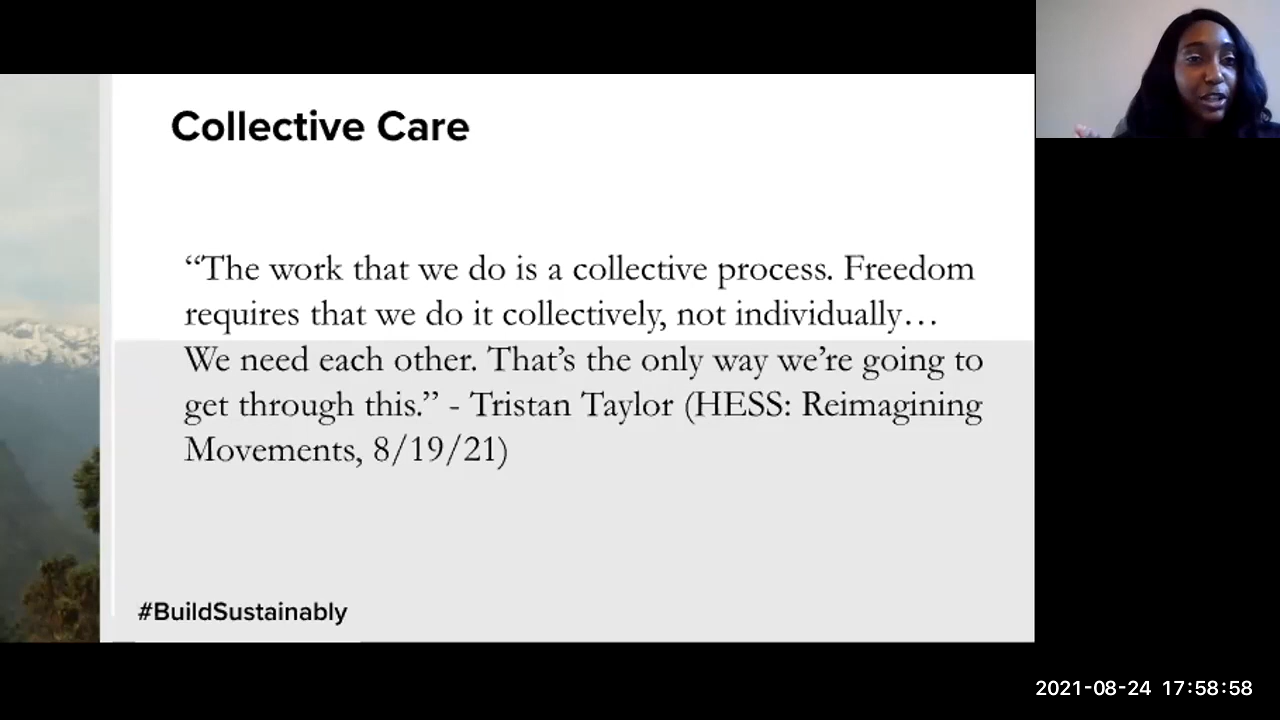 Collective Care
“The work that we do is a collective process. Freedom
requires that we do it collectively, not individually…
We need each other. That’s the only way we’re going to
get through this.” - Tristan Taylor (HESS: Reimagining
Movements, 8/19/21)
#BuildSustainably
2021-08-24 17:58:58